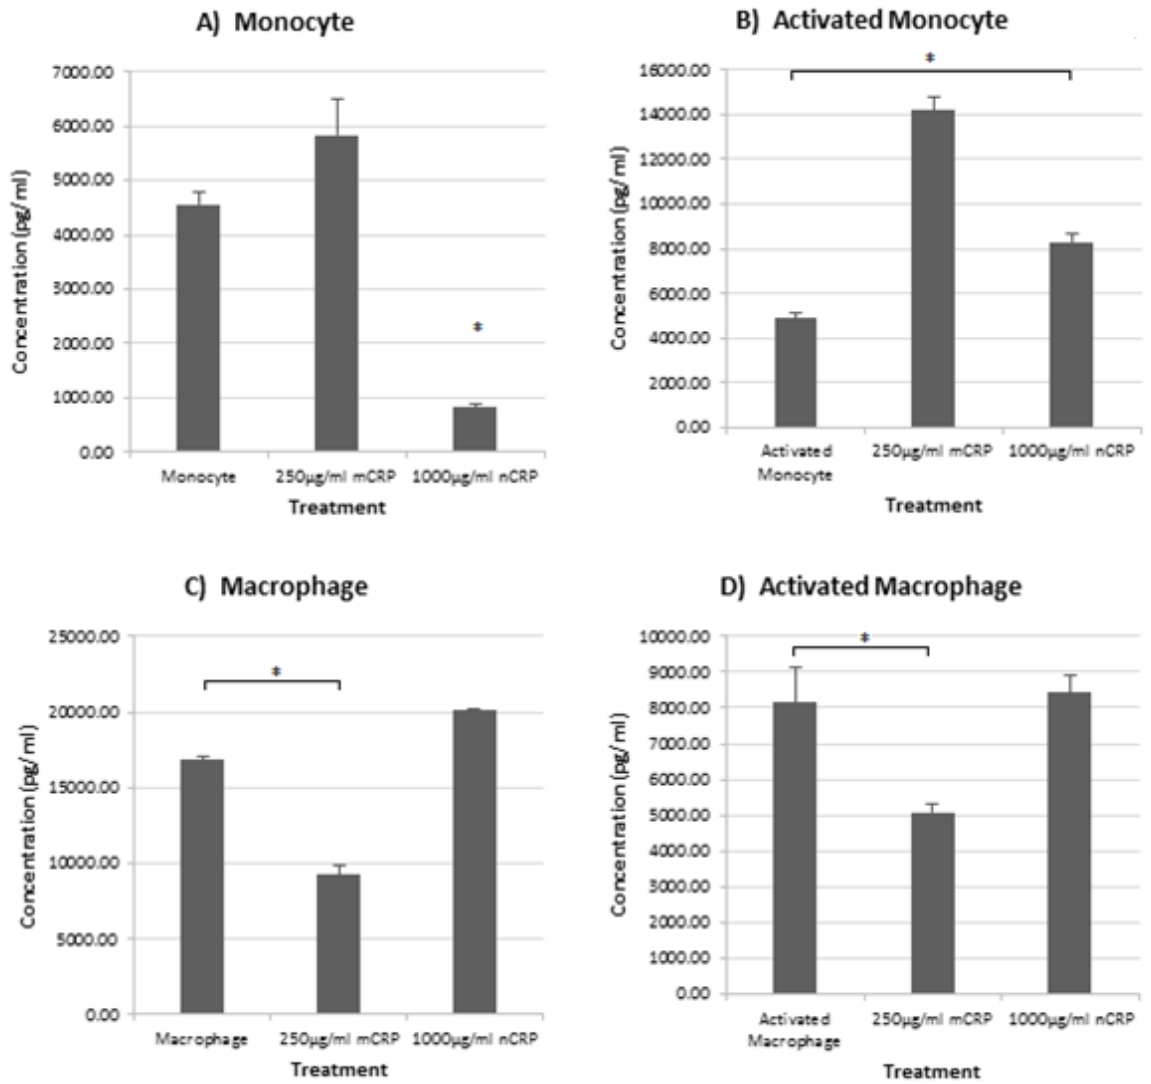 A) Monocyte
7000.00
6000.00
5000.00
4000.00
3000.00
2000.00
1000.00
0.00
Concentration (pg/ml)
*
Monocyte 250µg/ml mCRP 1000µg/ml nCRP
Treatment
B) Activated Monocyte
16000.00
14000.00
12000.00
10000.00
8000.00
6000.00
4000.00
2000.00
0.00
Concentration (pg/ml)
*
Activated 250µg/ml mCRP 1000µg/ml nCRP
Monocyte
Treatment
C) Macrophage
25000.00
20000.00
15000.00
10000.00
5000.00
0.00
Concentration (pg/ml)
*
Macrophage 250µg/ml mCRP 1000µg/ml nCRP
Treatment
D) Activated Macrophage
10000.00
9000.00
8000.00
7000.00
6000.00
5000.00
4000.00
3000.00
2000.00
1000.00
0.00
Concentration (pg/ml)
*
Activated 250µg/ml mCRP 1000µg/ml nCRP
Macrophage
Treatment